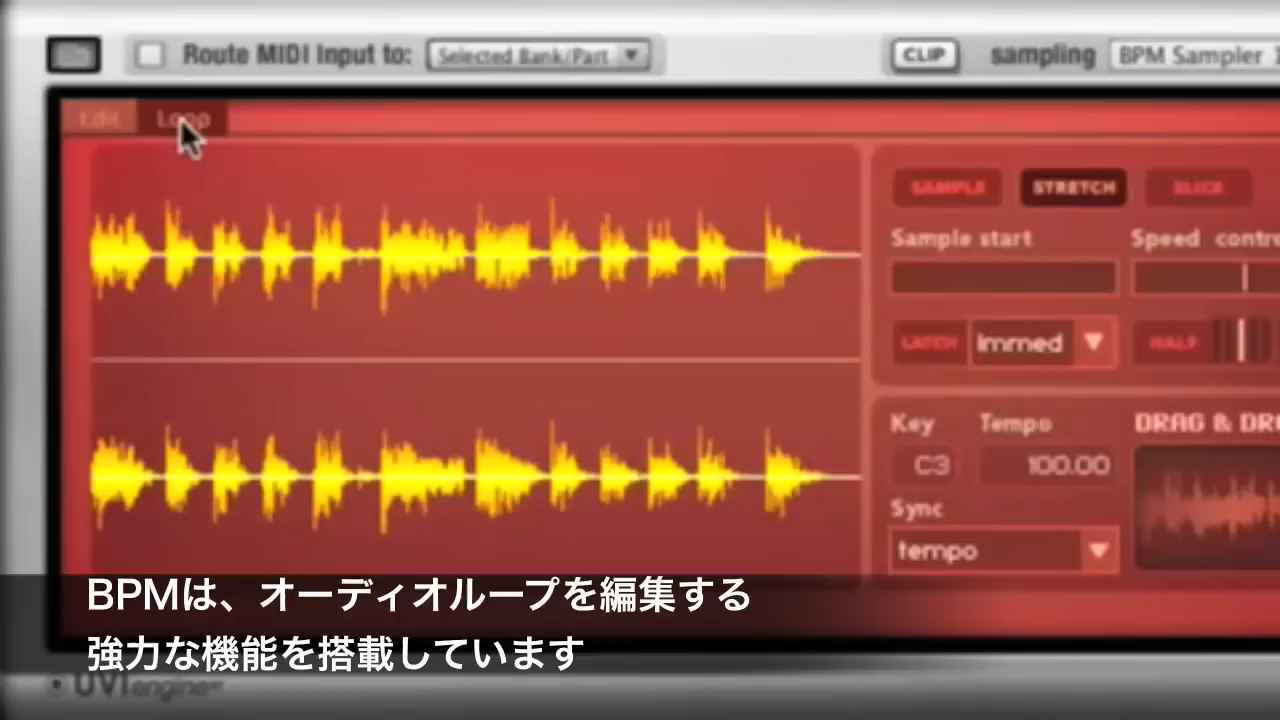 Route MIDI Input to:
Selected Bank/Part
CLIP
sampling
BPM Sampler
Edit
Loop
SAMPLE
STRETCH
SLICE
Sample start
Speed
LATCH
Immed
HALF
Key
Tempo
DRAG &
C3
100.00
Sync
tempo
BPMは、オーディオループを編集する
強力な機能を搭載しています
UVI engine